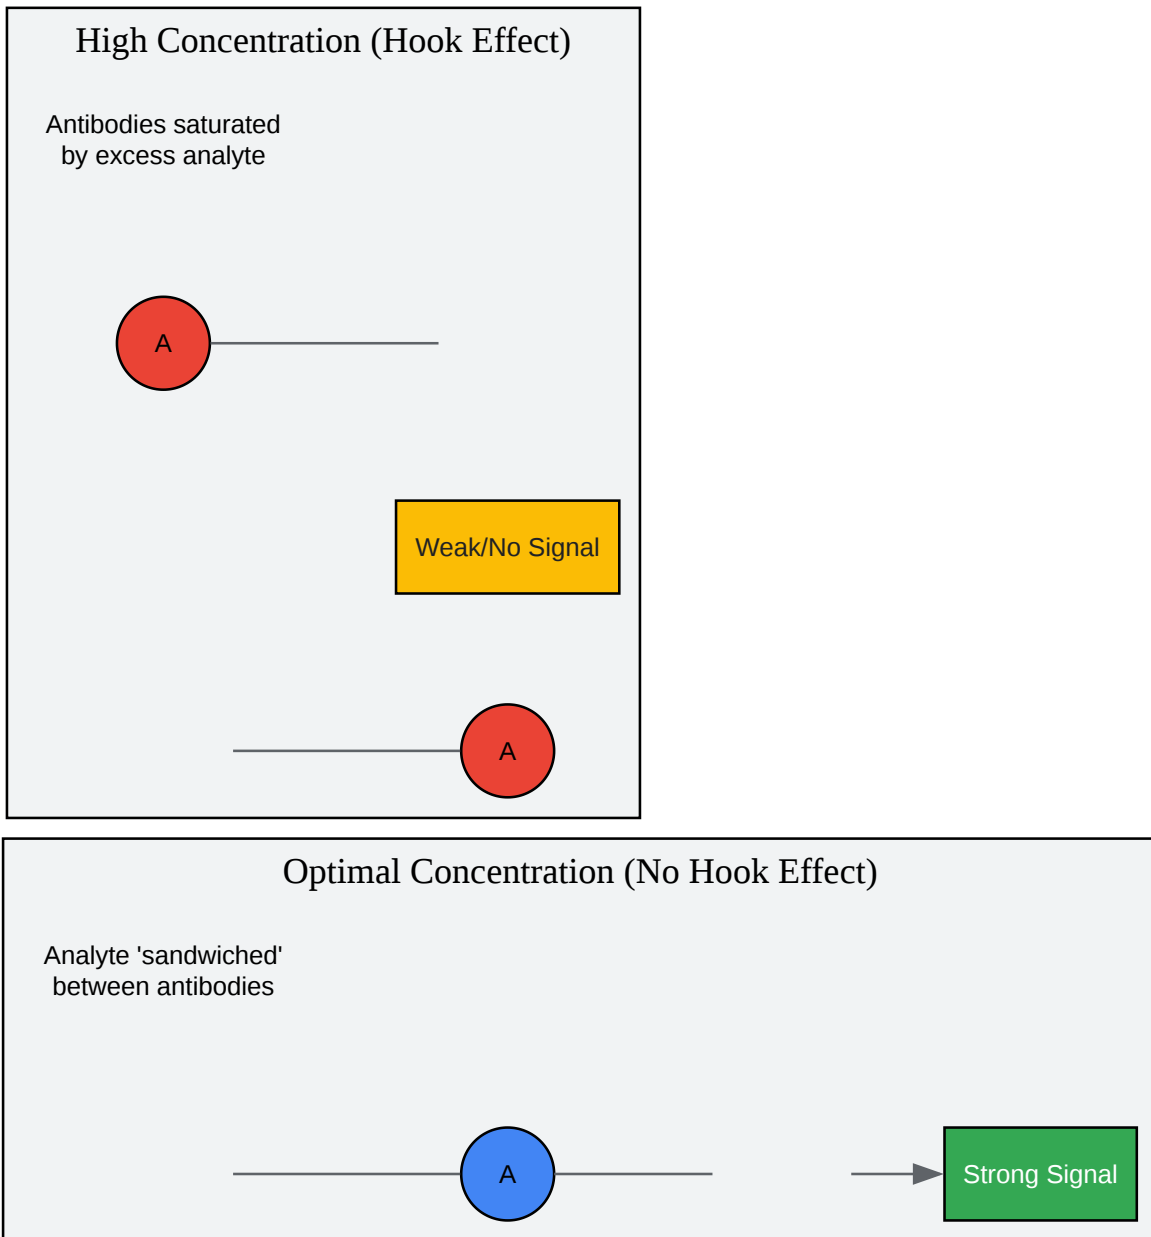 High Concentration (Hook Effect)
Antibodies saturated
by excess analyte
A
Weak/No Signal
A
Optimal Concentration (No Hook Effect)
Analyte 'sandwiched'
between antibodies
A
Strong Signal